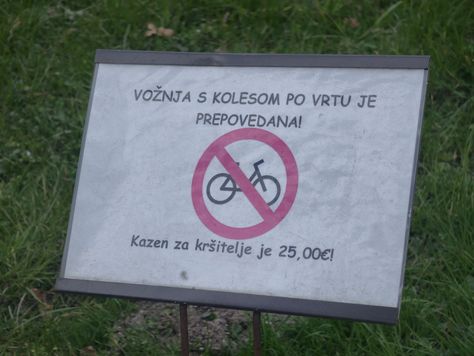 VOŽNJA S KOLESOM PO VRTU JE
PREPOVEDANA!
Kazen za kršitelje je 25,00€!